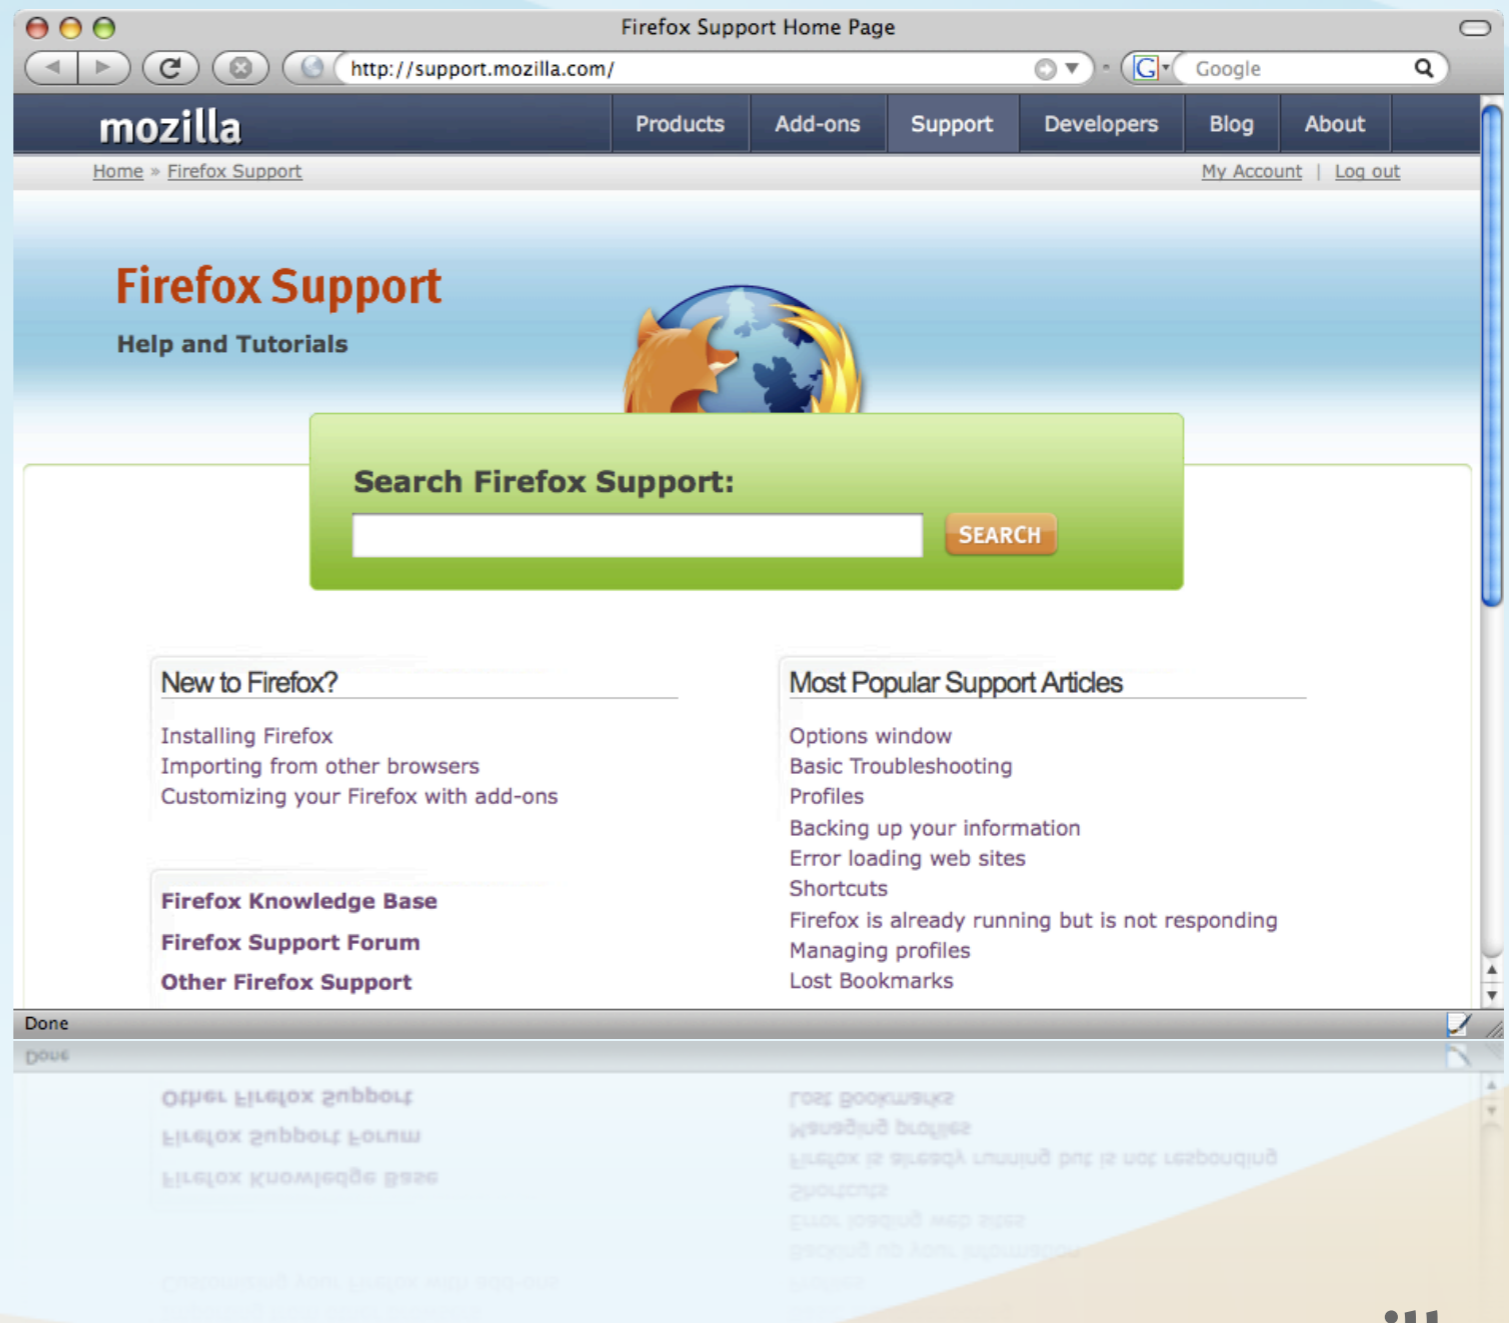 Firefox Support Home Page
http://support.mozilla.com/
Google
mozilla
Products
Add-ons
Support
Developers
Blog
About
Home » Firefox Support
My Account | Log out
Firefox Support
Help and Tutorials
Search Firefox Support:
SEARCH
New to Firefox?
Installing Firefox
Importing from other browsers
Customizing your Firefox with add-ons
Firefox Knowledge Base
Firefox Support Forum
Other Firefox Support
Most Popular Support Articles
Options window
Basic Troubleshooting
Profiles
Backing up your information
Error loading web sites
Shortcuts
Firefox is already running but is not responding
Managing profiles
Lost Bookmarks
Done